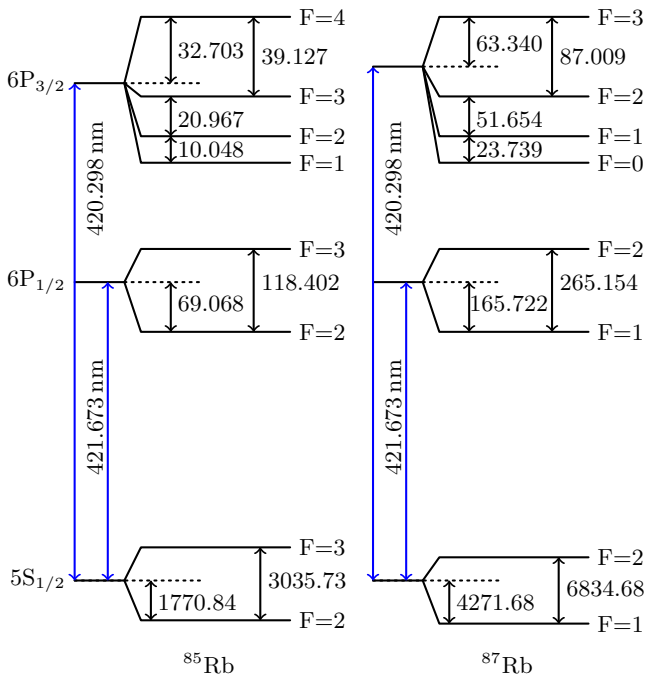 F=4
32.703
39.127
6P3/2
F=3
20.967
F=2
10.048
F=1
420.298 nm
F=3
6P1/2
118.402
69.068
F=2
421.673 nm
F=3
5S1/2
3035.73
1770.84
F=2
85Rb
F=3
63.340
87.009
F=2
51.654
F=1
23.739
F=0
420.298 nm
F=2
265.154
165.722
F=1
421.673 nm
F=2
6834.68
4271.68
F=1
87Rb